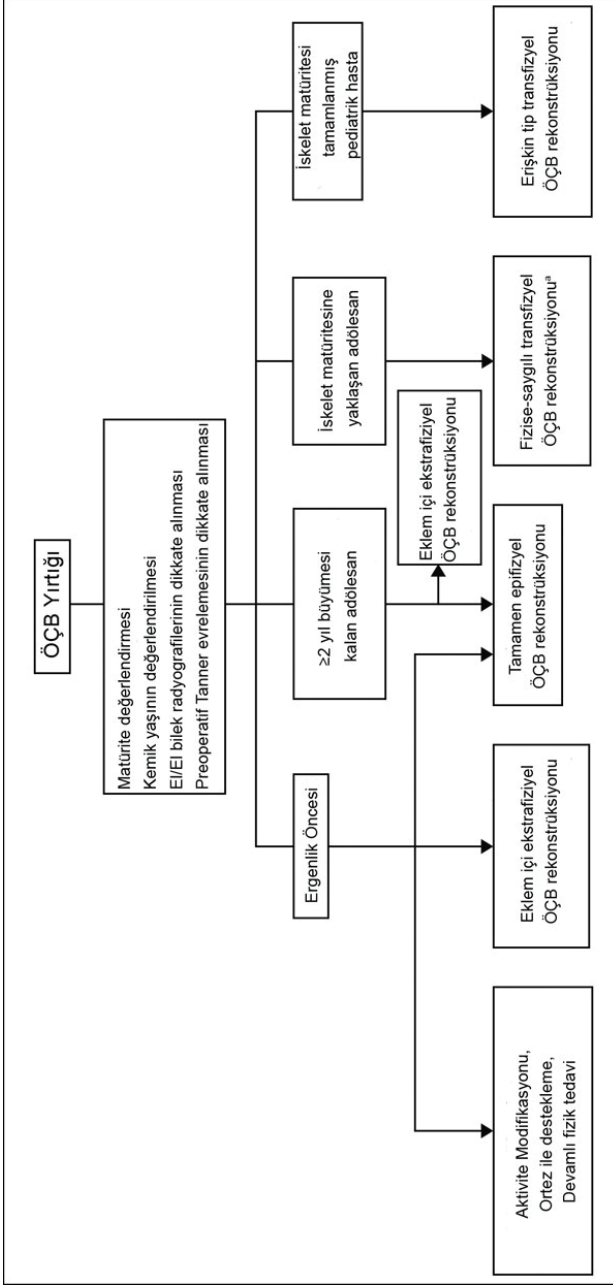 ÖÇB Yırtığı
Matürite değerlendirmesi
Kemik yaşının değerlendirilmesi
El/El bilek radyografilerinin dikkate alınması
Preoperatif Tanner evrelemesinin dikkate alınması
Ergenlik Öncesi
≥2 yıl büyümesi
kalan adölesan
İskelet matüritesine
yaklaşan adölesan
İskelet matüritesi
tamamlanmış
pediatrik hasta
Eklem içi ekstrafiziyel
ÖÇB rekonstrüksiyonu
Aktivite Modifikasyonu,
Ortez ile destekleme,
Devamlı fizik tedavi
Eklem içi ekstrafiziyel
ÖÇB rekonstrüksiyonu
Tamamen epifizyel
ÖÇB rekonstrüksiyonu
Fizise-saygılı transfizyel
ÖÇB rekonstrüksiyonuª
Erişkin tip transfizyel
ÖÇB rekonstrüksiyonu